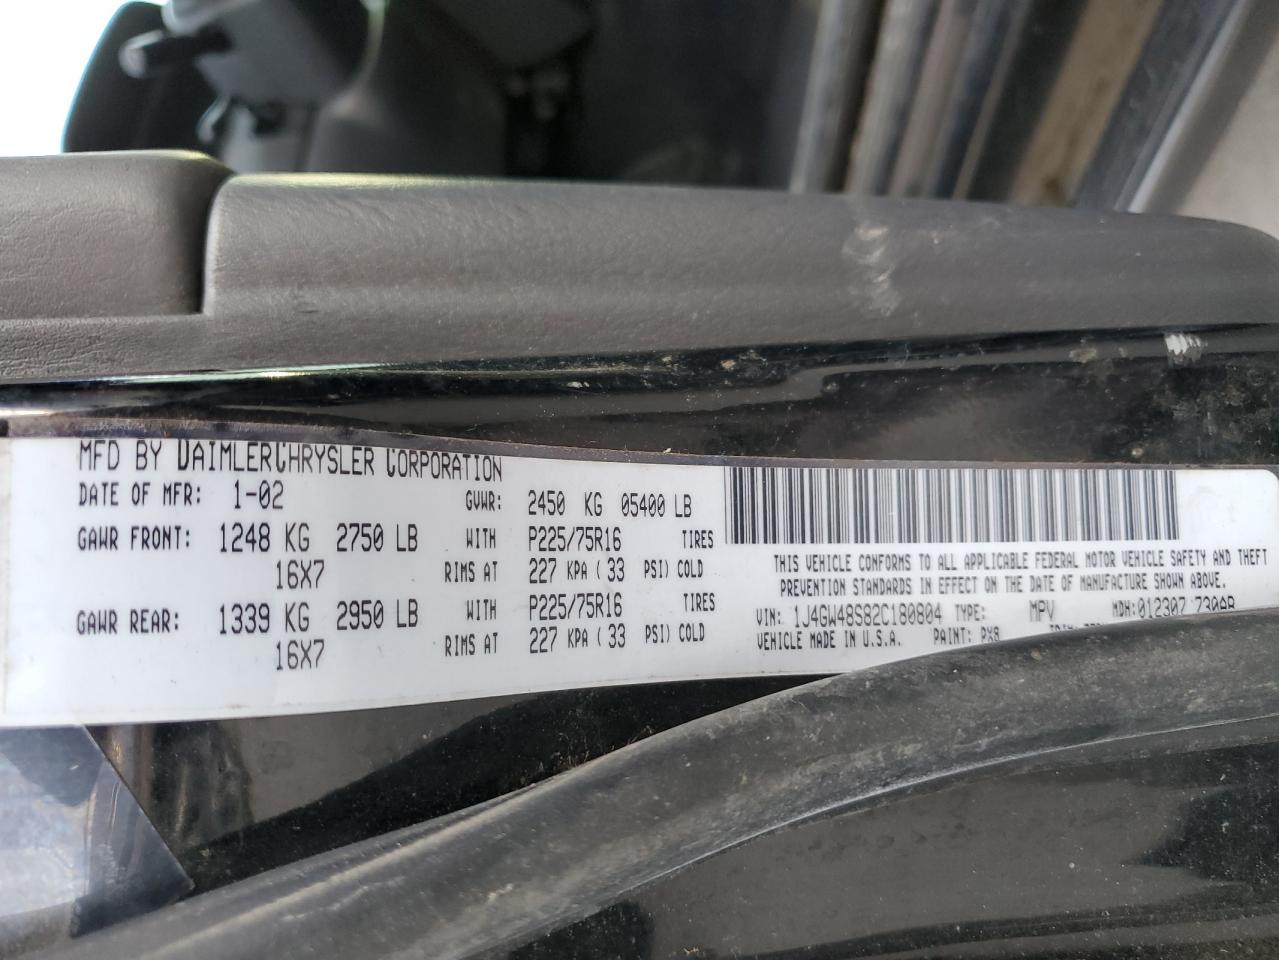 MFD BY DAIMLERCHRYSLER CORPORATION
DATE OF MFR: 1-02 GVWR: 2450 KG 05400 LB
GAWR FRONT: 1248 KG 2750 LB WITH P225/75R16 TIRES
16X7 RIMS AT 227 KPA ( 33 PSI) COLD
GAWR REAR: 1339 KG 2950 LB WITH P225/75R16 TIRES
16X7 RIMS AT 227 KPA ( 33 PSI) COLD
THIS VEHICLE CONFORMS TO ALL APPLICABLE FEDERAL MOTOR VEHICLE SAFETY AND THEFT
PREVENTION STANDARDS IN EFFECT ON THE DATE OF MANUFACTURE SHOWN ABOVE.
VIN: 1J4GW48S82C180804 TYPE: MPV MDH: 012307 730AB
VEHICLE MADE IN U.S.A. PAINT: PX8